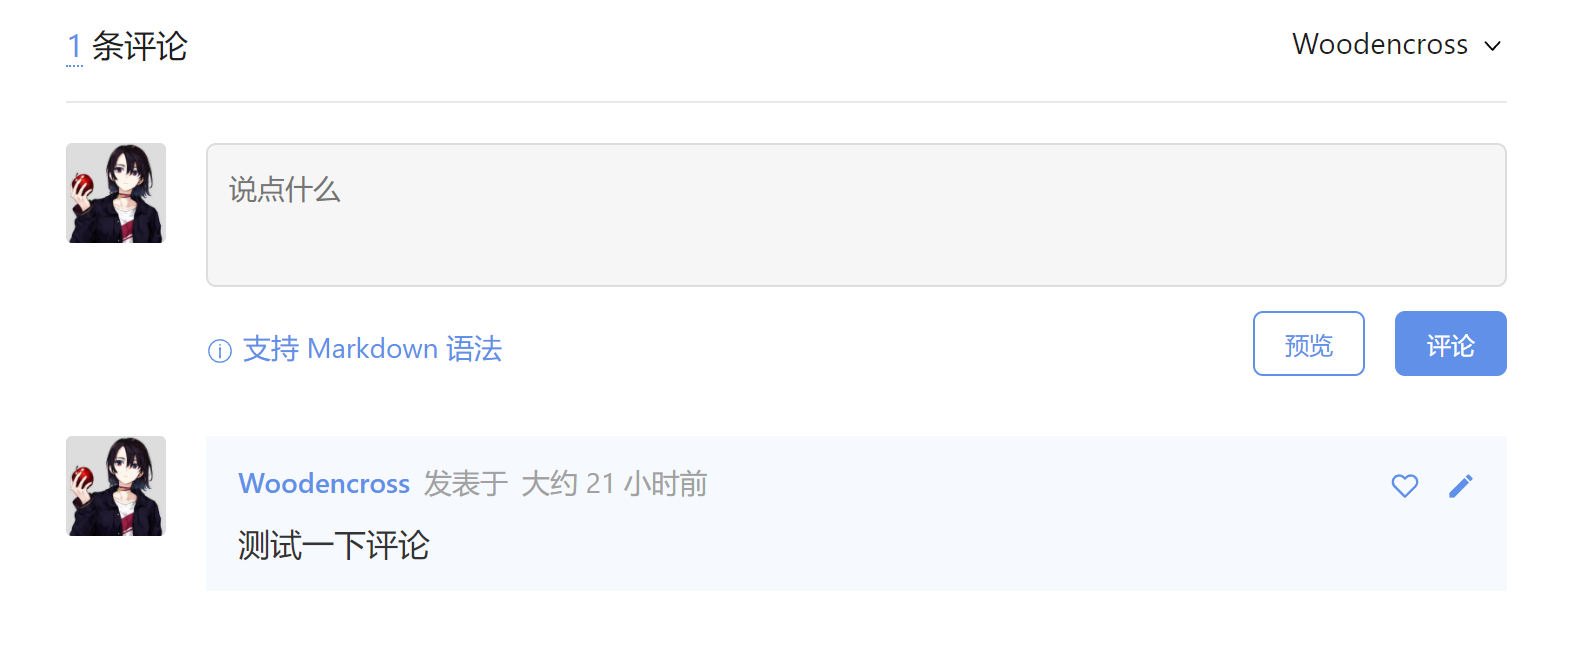 1 条评论
Woodencross
说点什么
支持 Markdown 语法
预览
评论
Woodencross 发表于 大约 21 小时前
测试一下评论